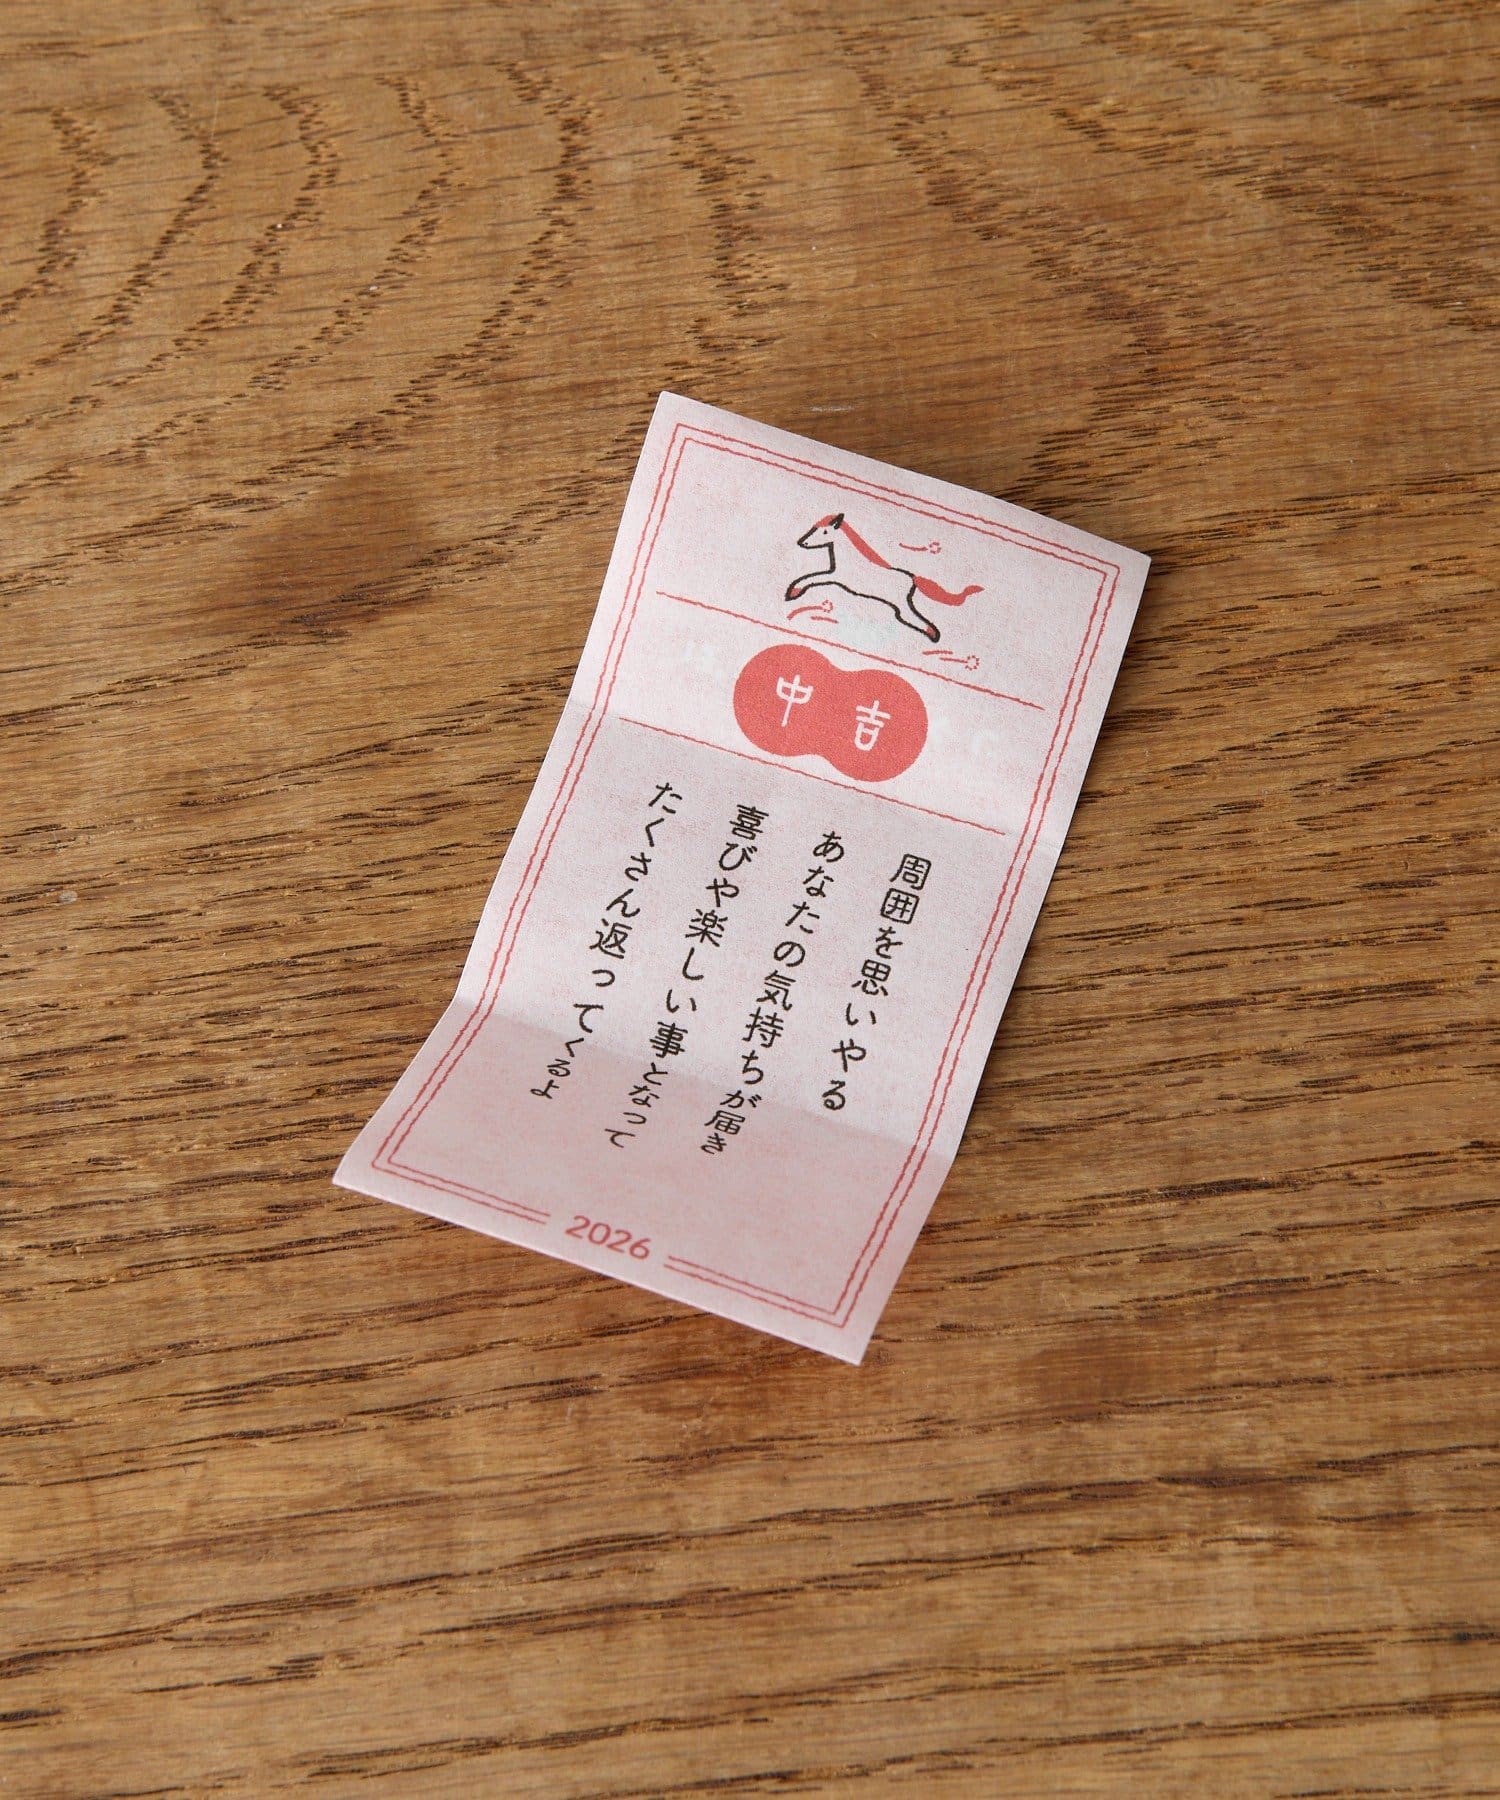 中吉
周囲を思いやる
あなたの気持ちが届き
喜びや楽しい事となって
たくさん返ってくるよ
2026